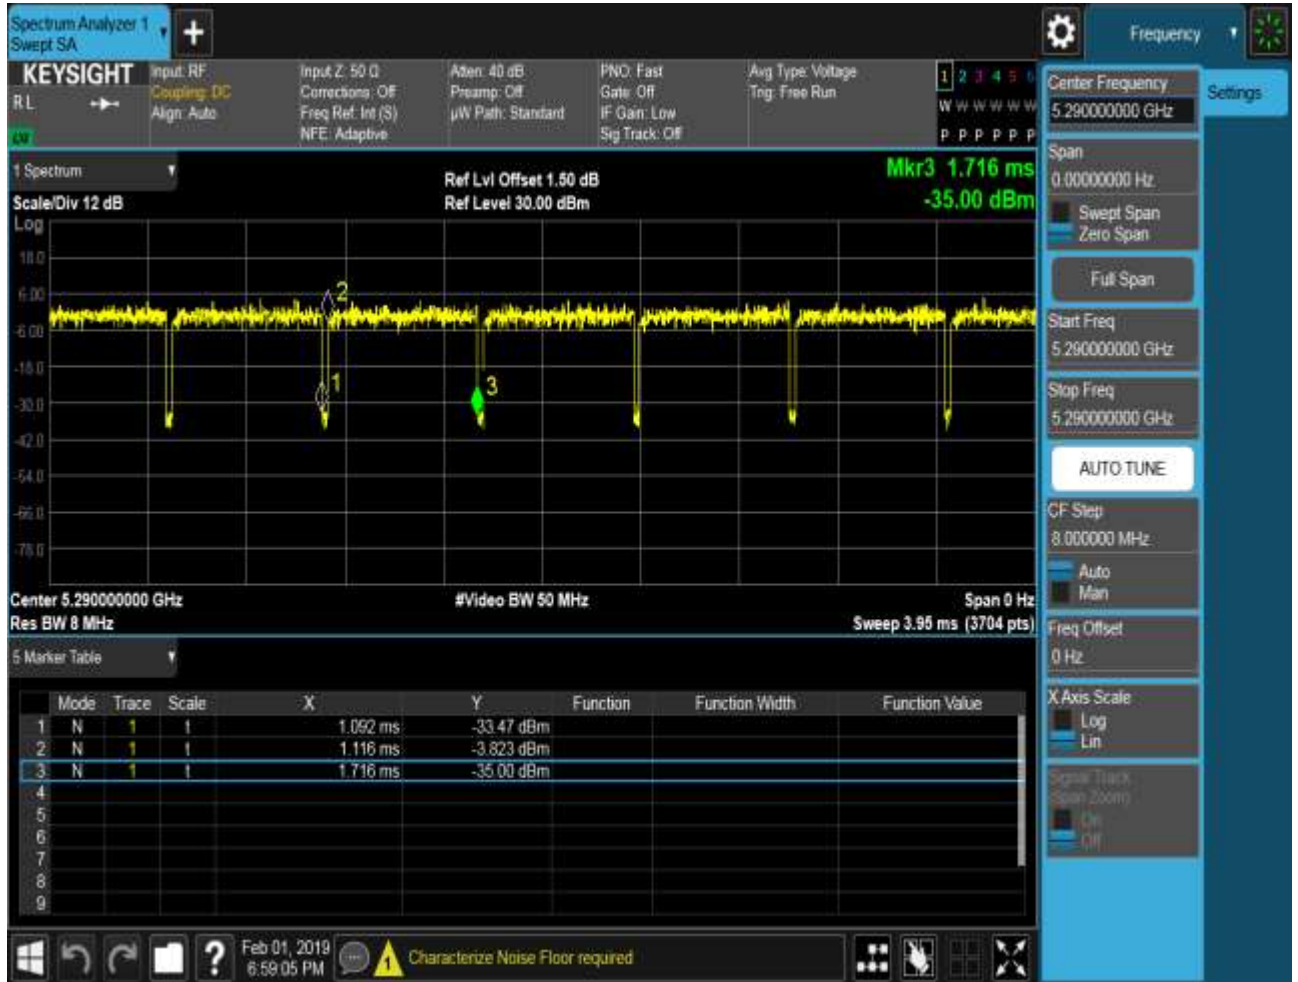 Spectrum Analyzer 1
Swept SA
+
Frequency
KEYSIGHT
RL
Input: RF
Coupling: DC
Align: Auto
Input Z: 50 Ω
Corrections: Off
Freq Ref: Int (S)
NFE: Adaptive
Atten: 40 dB
Preamp: Off
µW Path: Standard
PNO: Fast
Gate: Off
IF Gain: Low
Sig Track: Off
Avg Type: Voltage
Trig: Free Run
1 2 3 4 5 6
W W W W W W
P P P P P P
1 Spectrum
Scale/Div 12 dB
Ref Lvl Offset 1.50 dB
Ref Level 30.00 dBm
Mkr3 1.716 ms
-35.00 dBm
Log
18.0
6.00
-6.00
-18.0
-30.0
-42.0
-54.0
-66.0
-78.0
2
1
3
Center 5.290000000 GHz
Res BW 8 MHz
#Video BW 50 MHz
Span 0 Hz
Sweep 3.95 ms (3704 pts)
5 Marker Table
Mode Trace Scale X Y Function Function Width Function Value
1 N 1 t 1.092 ms -33.47 dBm
2 N 1 t 1.116 ms -3.823 dBm
3 N 1 t 1.716 ms -35.00 dBm
4
5
6
7
8
9
Feb 01, 2019
6:59:05 PM
1
Characterize Noise Floor required
Center Frequency
5.290000000 GHz
Span
0.00000000 Hz
Swept Span
Zero Span
Full Span
Start Freq
5.290000000 GHz
Stop Freq
5.290000000 GHz
AUTO TUNE
CF Step
8.000000 MHz
Auto
Man
Freq Offset
0 Hz
X Axis Scale
Log
Lin
Signal Track
(Span Zoom)
On
Off
Settings